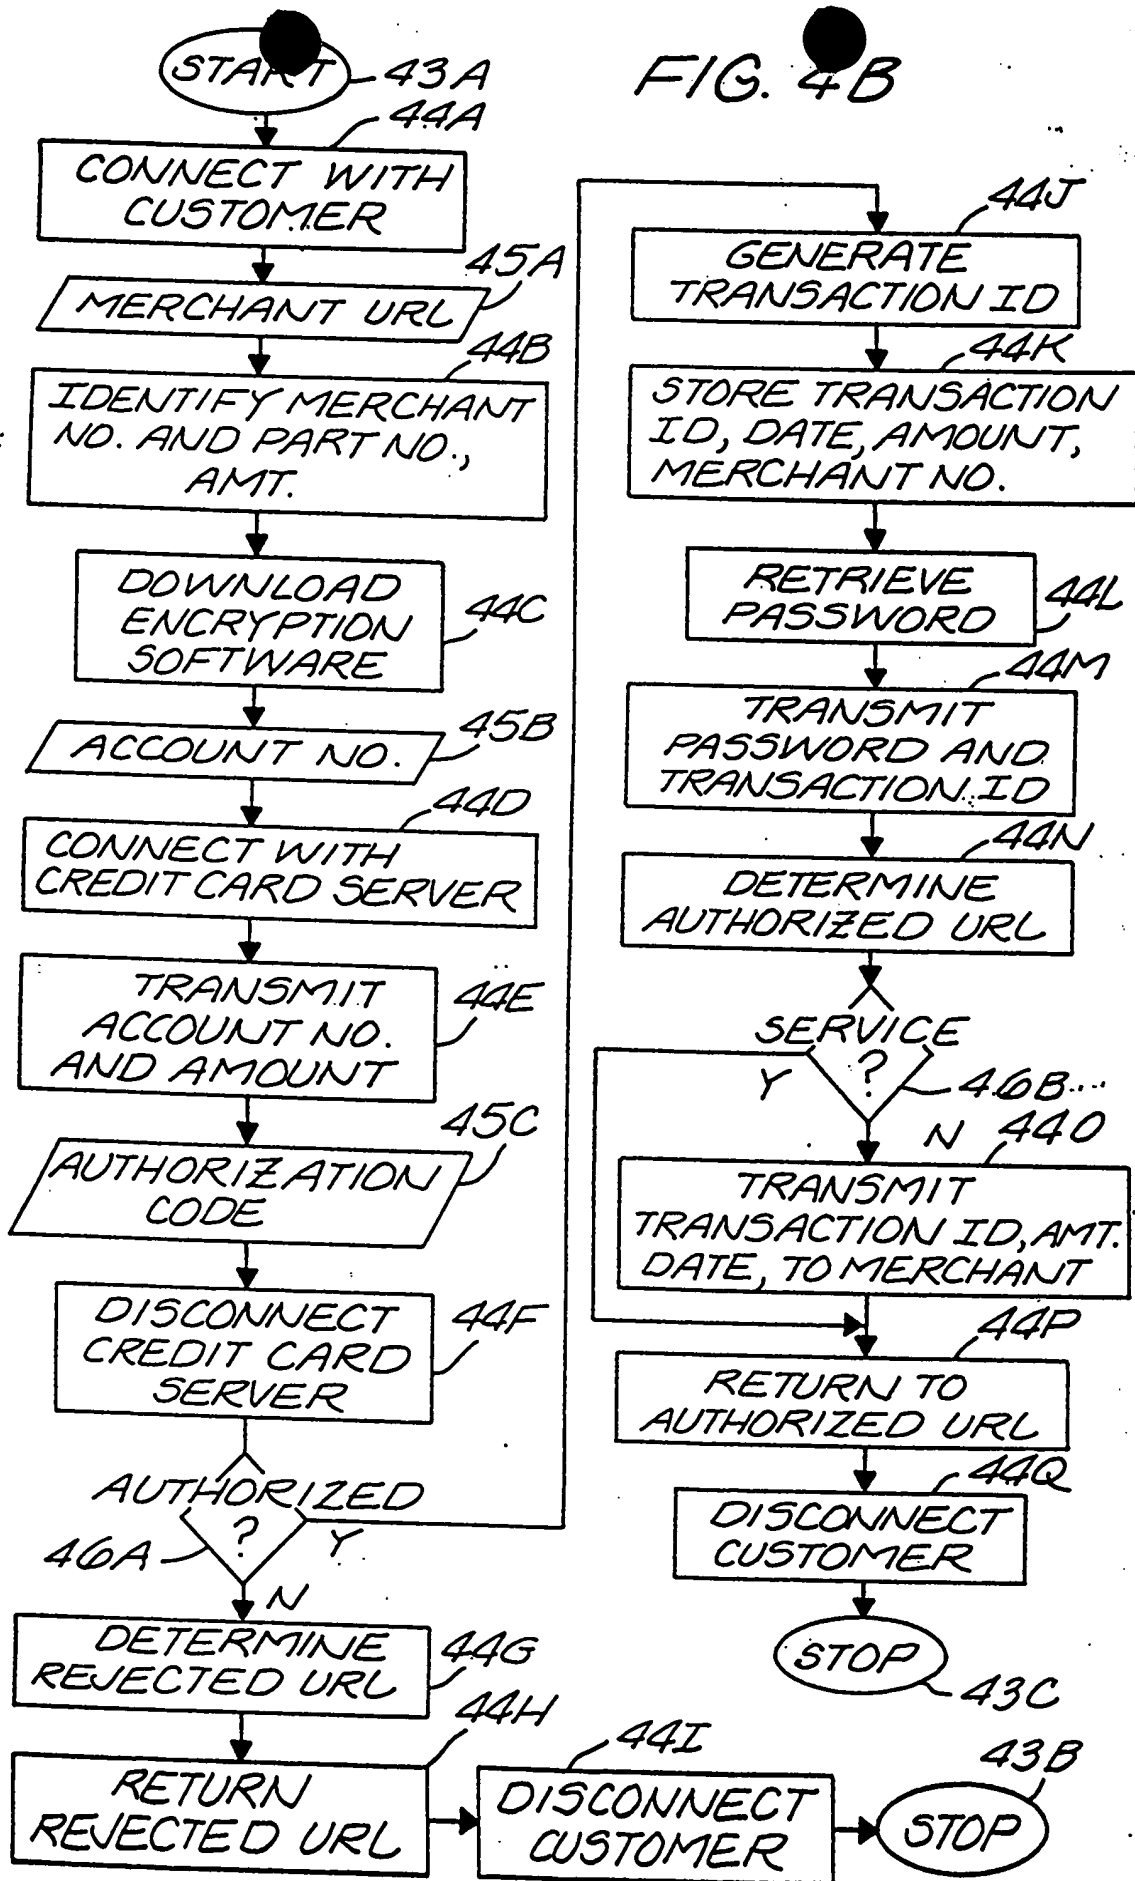 START
43A
FIG. 4B
44A
CONNECT WITH
CUSTOMER
45A
MERCHANT URL
44B
IDENTIFY MERCHANT
NO. AND PART NO.,
AMT.
DOWNLOAD
ENCRYPTION
SOFTWARE
44C
45B
ACCOUNT NO.
44D
CONNECT WITH
CREDIT CARD SERVER
TRANSMIT
ACCOUNT NO.
AND AMOUNT
44E
45C
AUTHORIZATION
CODE
DISCONNECT
CREDIT CARD
SERVER
44F
AUTHORIZED
?
Y
46A
N
DETERMINE
REJECTED URL
44G
44H
RETURN
REJECTED URL
44I
DISCONNECT
CUSTOMER
43B
STOP
44J
GENERATE
TRANSACTION ID
44K
STORE TRANSACTION
ID, DATE, AMOUNT,
MERCHANT NO.
RETRIEVE
PASSWORD
44L
44M
TRANSMIT
PASSWORD AND
TRANSACTION ID
44N
DETERMINE
AUTHORIZED URL
SERVICE
?
Y
46B
N
44O
TRANSMIT
TRANSACTION ID, AMT.
DATE, TO MERCHANT
44P
RETURN TO
AUTHORIZED URL
44Q
DISCONNECT
CUSTOMER
STOP
43C